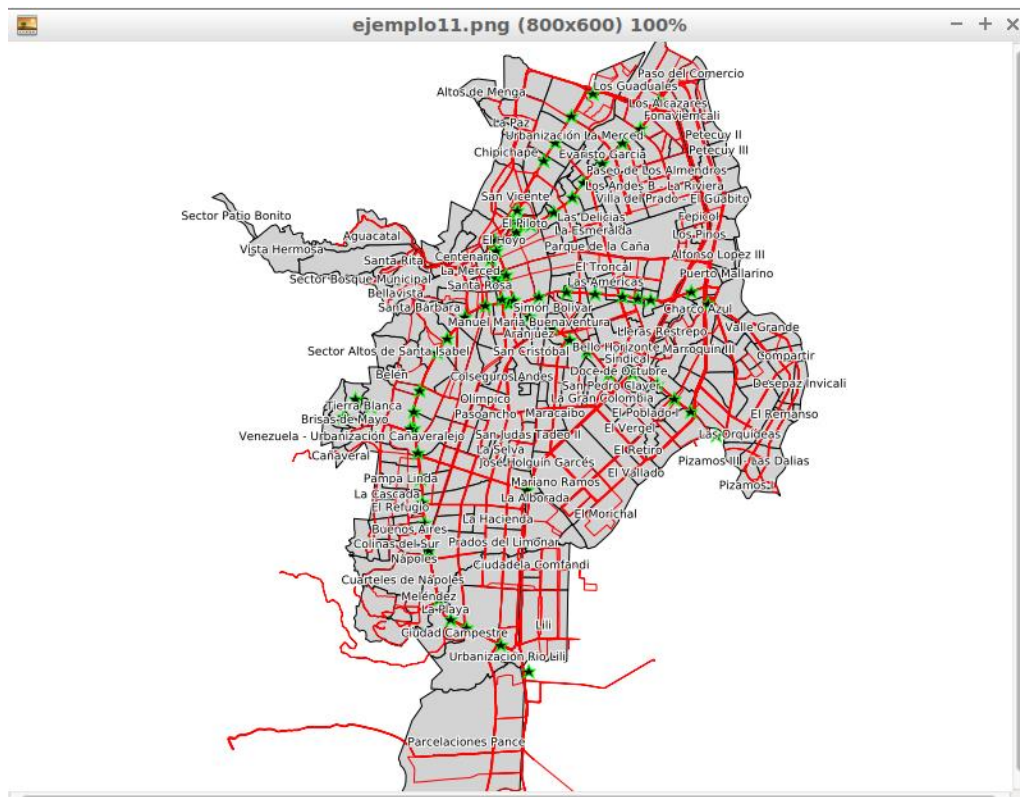 ejemplo11.png (800x600) 100%
Paso del Comercio
Los Guaduales
Altos de Menga
Los Alcazares
Fonaviemcali
La Paz
Urbanización La Merced
Petecuy II
Chipichape
Evaristo García
Petecuy III
Paseo de Los Almendros
Los Andes B - La Riviera
San Vicente
Villa del Prado - El Guabito
Sector Patio Bonito
El Piloto
Las Delicias
Fepicol
La Esmeralda
Aguacatal
El Hoyo
Los Pinos
Vista Hermosa
Parque de la Caña
Centenario
Alfonso Lopez III
Santa Rita
La Merced
El Troncal
Sector Bosque Municipal
Puerto Mallarino
Santa Rosa
Las Américas
Bellavista
Santa Bárbara
Simón Bolívar
Charco Azul
Manuel María Buenaventura
Aranjuez
Lleras Restrepo
Valle Grande
Sector Altos de Santa Isabel
San Cristóbal
Bello Horizonte
Marroquín III
Sindical
Compartir
Belén
Colseguros Andes
Doce de Octubre
San Pedro Claver
Desepaz Invicali
Olímpico
La Gran Colombia
Tierra Blanca
Pasoancho
Maracaibo
El Poblado I
El Remanso
Brisas de Mayo
El Vergel
Venezuela - Urbanización Cañaveralejo
San Judas Tadeo II
Las Orquídeas
Cañaveral
La Selva
El Retiro
José Holguín Garcés
Pizamos III - Las Dalias
El Vallado
Pampa Linda
Mariano Ramos
Pizamos I
La Cascada
La Alborada
El Refugio
El Morichal
La Hacienda
Buenos Aires
Colinas del Sur
Prados del Limonar
Nápoles
Ciudadela Comfandi
Cuarteles de Nápoles
Meléndez
La Playa
Lili
Ciudad Campestre
Urbanización Río Lili
Parcelaciones Pance